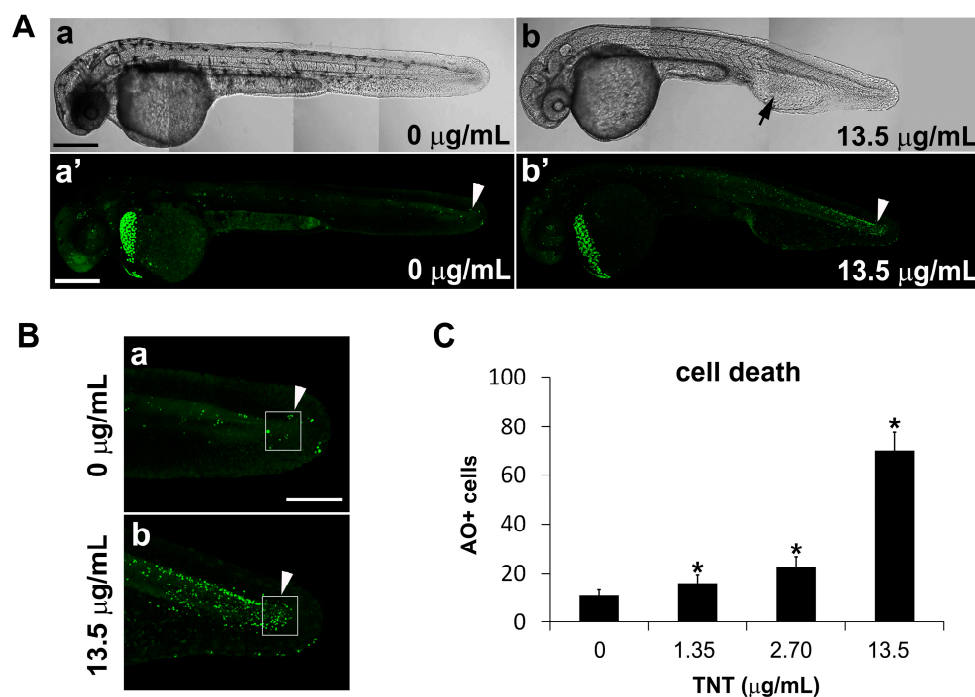 A
a
0 μg/mL
b
13.5 μg/mL
a’
0 μg/mL
b’
13.5 μg/mL
B
0 μg/mL
a
13.5 μg/mL
b
C
cell death
AO+ cells
100
80
60
40
20
0
*
*
*
0 1.35 2.70 13.5
TNT (μg/mL)